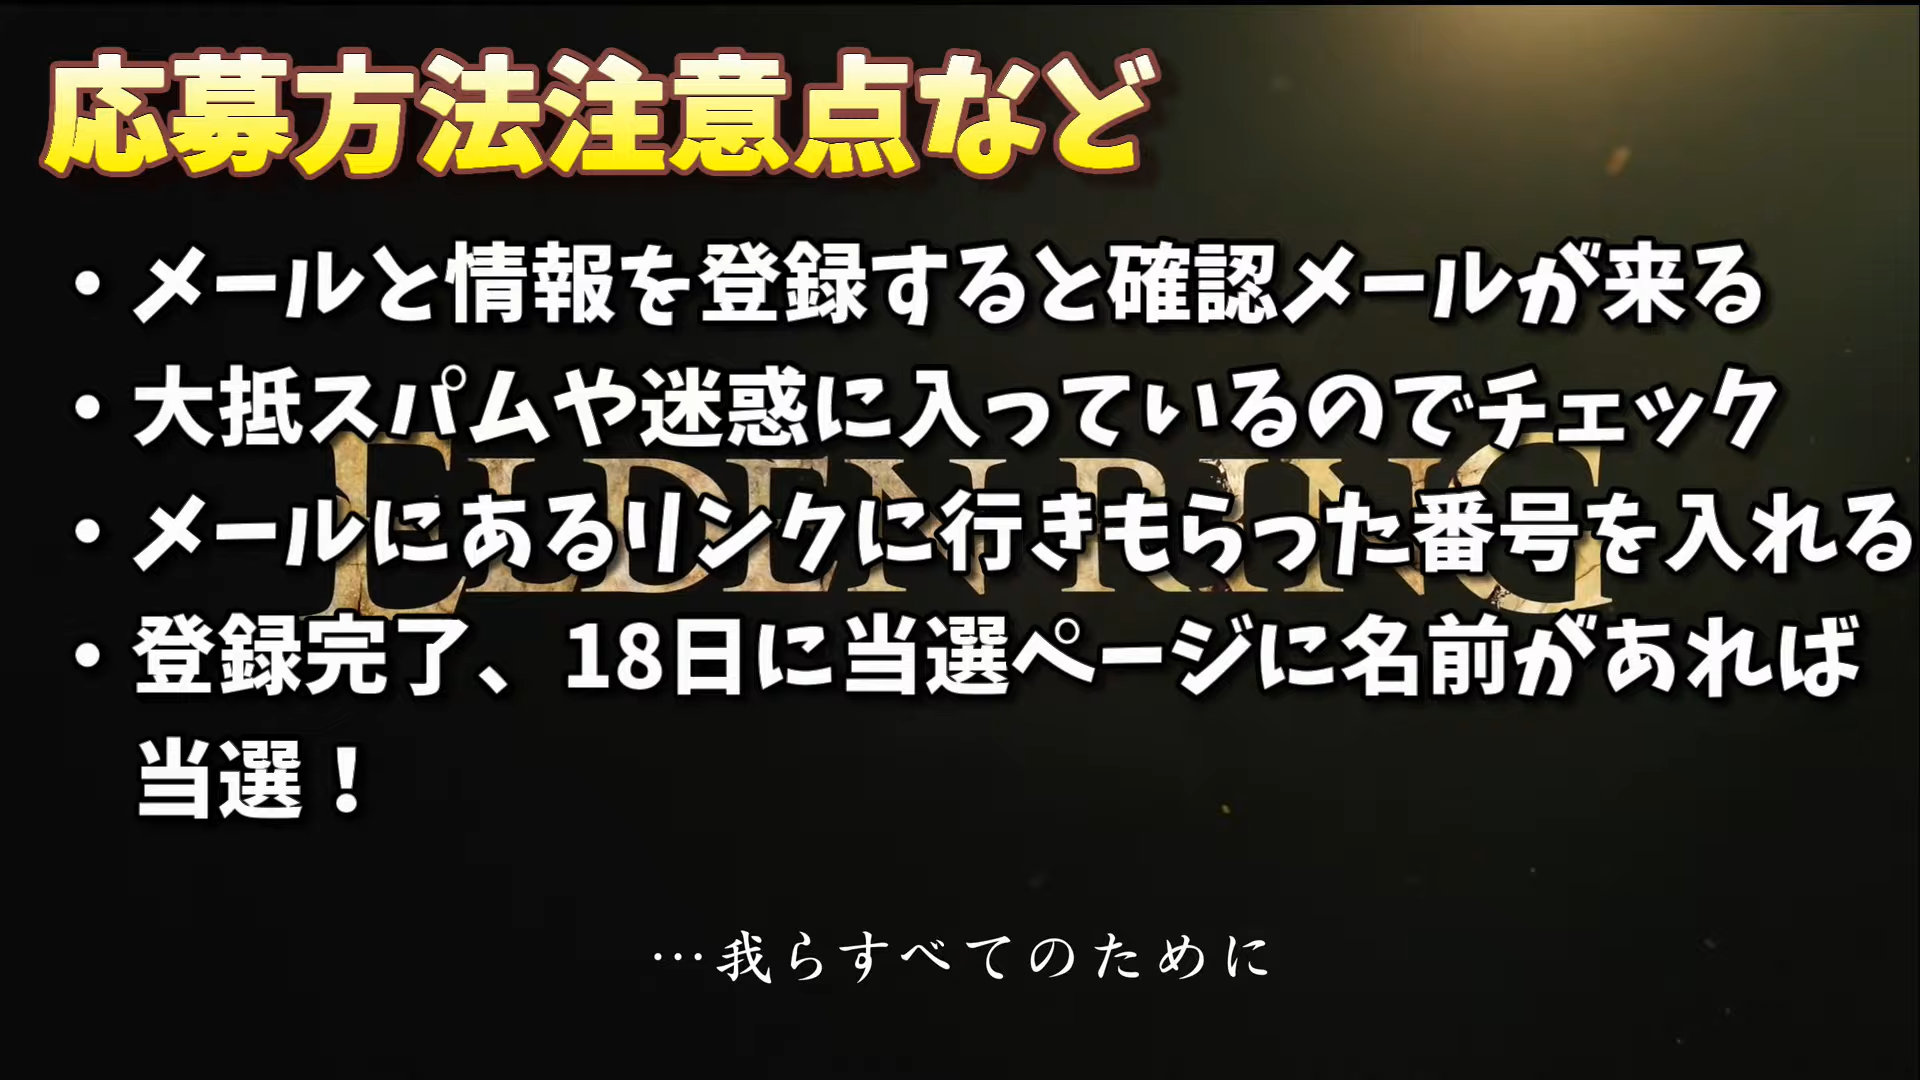 応募方法注意点など
・メールと情報を登録すると確認メールが来る
・大抵スパムや迷惑に入っているのでチェック
ELDEN RING
・メールにあるリンクに行きもらった番号を入れる
・登録完了、18日に当選ページに名前があれば
当選！
…我らすべてのために